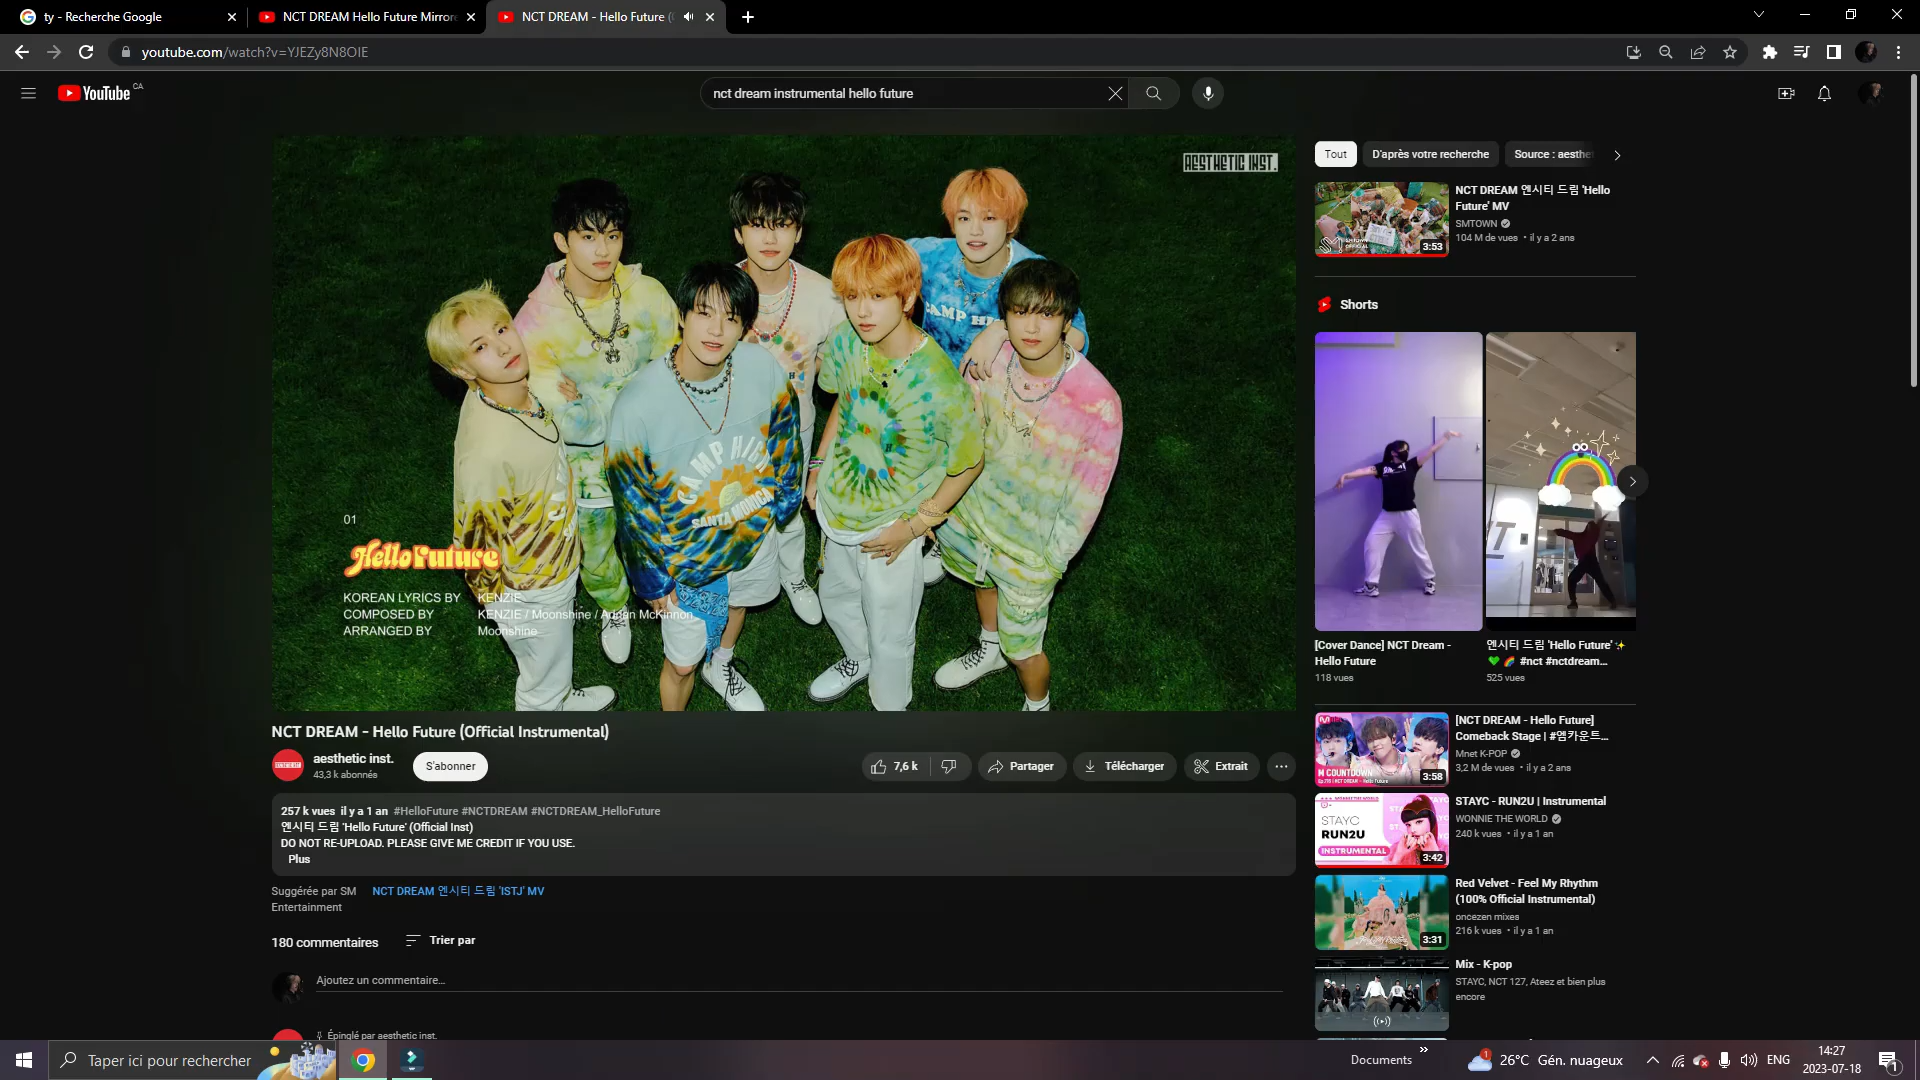 ty - Recherche Google
NCT DREAM Hello Future Mirrore
NCT DREAM - Hello Future (
youtube.com/watch?v=YJEZy8N8OIE
YouTube CA
nct dream instrumental hello future
AESTHETIC INST.
CAMP HIGH
SANTA MONICA
01
Hello Future
KOREAN LYRICS BY KENZIE
COMPOSED BY KENZIE / Moonshine / Adrian McKinnon
ARRANGED BY Moonshine
NCT DREAM - Hello Future (Official Instrumental)
aesthetic inst.
43,3 k abonnés
S'abonner
7,6 k
Partager
Télécharger
Extrait
257 k vues il y a 1 an #HelloFuture #NCTDREAM #NCTDREAM_HelloFuture
엔시티 드림 'Hello Future' (Official Inst)
DO NOT RE-UPLOAD. PLEASE GIVE ME CREDIT IF YOU USE.
Plus
Suggérée par SM Entertainment
NCT DREAM 엔시티 드림 'ISTJ' MV
180 commentaires
Trier par
Ajoutez un commentaire...
Épinglé par aesthetic inst.
Tout
D'après votre recherche
Source : aesthet
NCT DREAM 엔시티 드림 'Hello
Future' MV
SMTOWN
104 M de vues • il y a 2 ans
3:53
Shorts
[Cover Dance] NCT Dream -
Hello Future
118 vues
엔시티 드림 'Hello Future'✨
💚 🌈 #nct #nctdream...
525 vues
M COUNTDOWN
3:58
[NCT DREAM - Hello Future]
Comeback Stage | #엠카운트...
Mnet K-POP
3,2 M de vues • il y a 2 ans
STAYC
RUN2U
INSTRUMENTAL
3:42
STAYC - RUN2U | Instrumental
WONNIE THE WORLD
240 k vues • il y a 1 an
3:31
Red Velvet - Feel My Rhythm
(100% Official Instrumental)
oncezen mixes
216 k vues • il y a 1 an
Mix - K-pop
STAYC, NCT 127, Ateez et bien plus
encore
Taper ici pour rechercher
Documents
1
26°C Gén. nuageux
ENG
14:27
2023-07-18
1